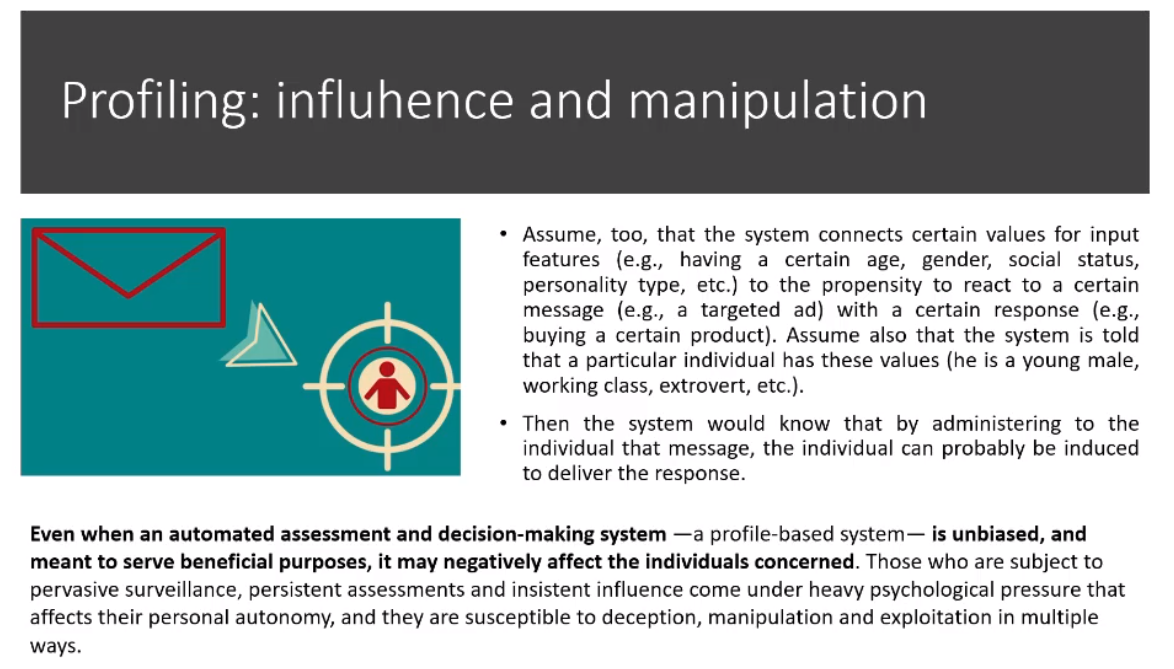 Profiling: influhence and manipulation
• Assume, too, that the system connects certain values for input
features (e.g., having a certain age, gender, social status,
personality type, etc.) to the propensity to react to a certain
message (e.g., a targeted ad) with a certain response (e.g.,
buying a certain product). Assume also that the system is told
that a particular individual has these values (he is a young male,
working class, extrovert, etc.).
• Then the system would know that by administering to the
individual that message, the individual can probably be induced
to deliver the response.
Even when an automated assessment and decision-making system —a profile-based system— is unbiased, and
meant to serve beneficial purposes, it may negatively affect the individuals concerned. Those who are subject to
pervasive surveillance, persistent assessments and insistent influence come under heavy psychological pressure that
affects their personal autonomy, and they are susceptible to deception, manipulation and exploitation in multiple
ways.